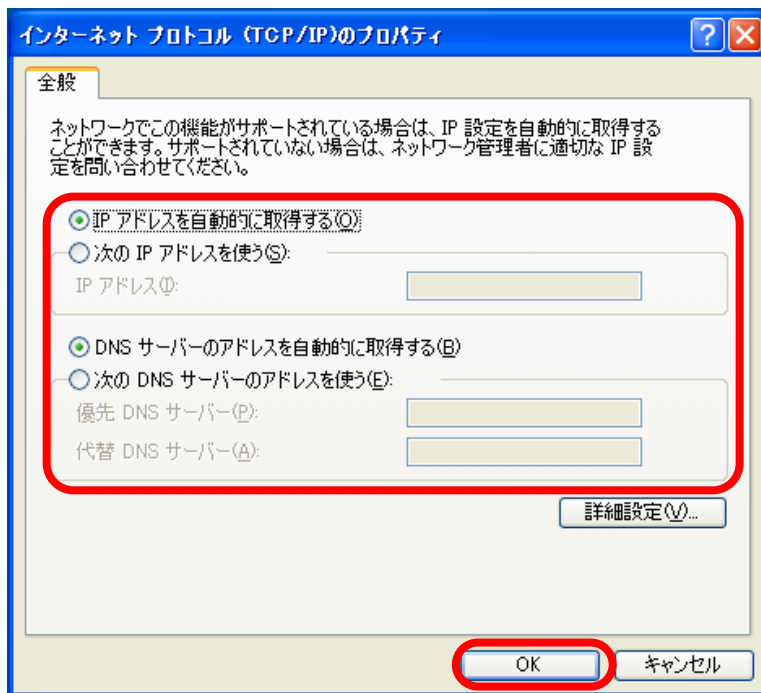 インターネット プロトコル (TCP/IP)のプロパティ
全般
ネットワークでこの機能がサポートされている場合は、IP 設定を自動的に取得する
ことができます。サポートされていない場合は、ネットワーク管理者に適切な IP 設
定を問い合わせてください。
IP アドレスを自動的に取得する(O)
次の IP アドレスを使う(S):
IP アドレス(I):
DNS サーバーのアドレスを自動的に取得する(B)
次の DNS サーバーのアドレスを使う(E):
優先 DNS サーバー(P):
代替 DNS サーバー(A):
詳細設定(V)...
OK
キャンセル